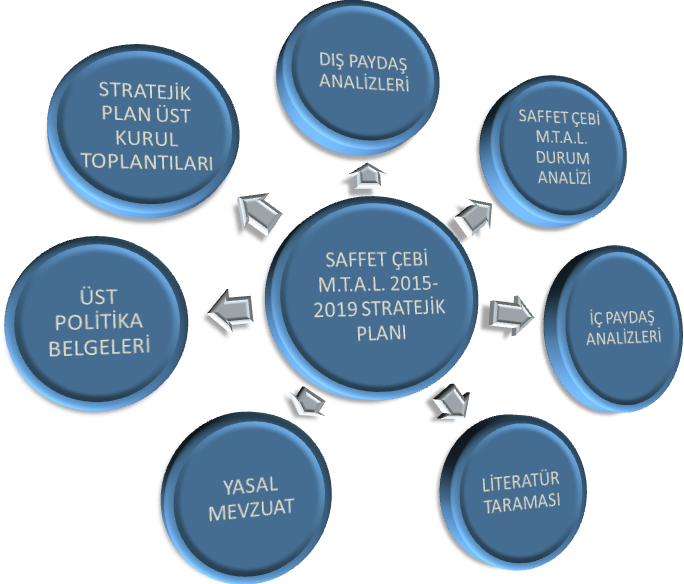 DIŞ PAYDAŞ
ANALİZLERİ
STRATEJİK
PLAN ÜST
KURUL
TOPLANTILARI
SAFFET ÇEBİ
M.T.A.L.
DURUM
ANALİZİ
SAFFET ÇEBİ
M.T.A.L. 2015-
2019 STRATEJİK
PLANI
ÜST
POLİTİKA
BELGELERİ
İÇ PAYDAŞ
ANALİZLERİ
YASAL
MEVZUAT
LİTERATÜR
TARAMASI